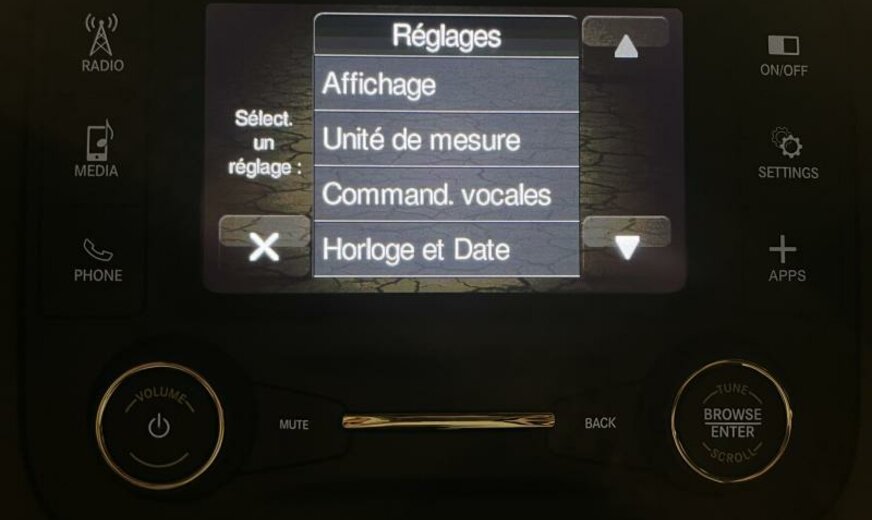 RADIO
MEDIA
PHONE
Sélect.
un
réglage :
Réglages
Affichage
Unité de mesure
Command. vocales
Horloge et Date
ON/OFF
SETTINGS
APPS
VOLUME
MUTE
BACK
TUNE
BROWSE
ENTER
SCROLL